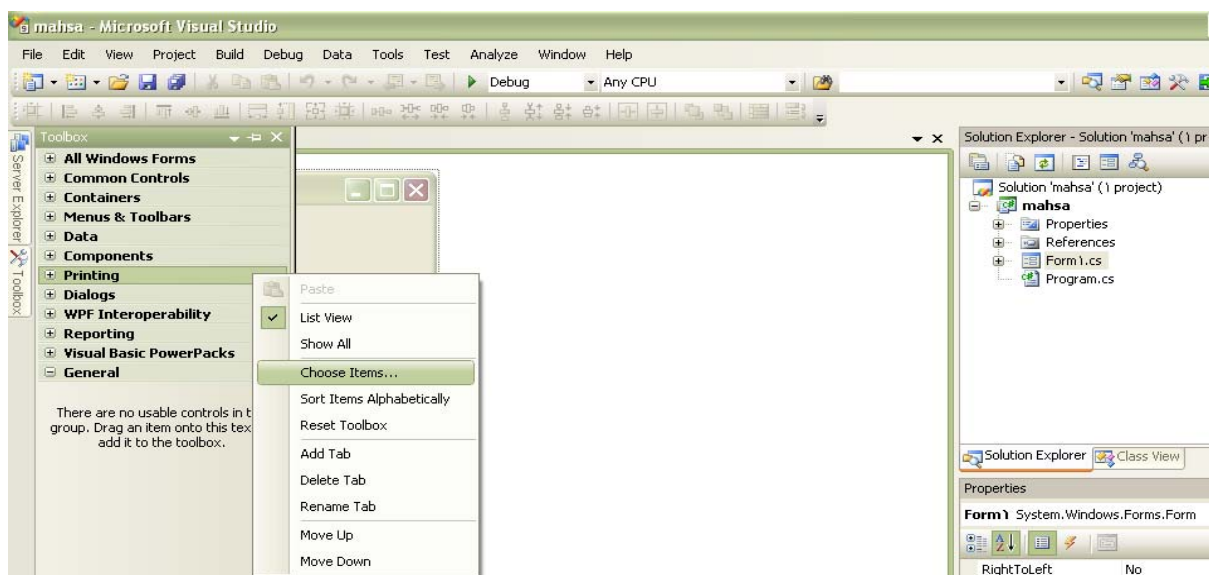 mahsa - Microsoft Visual Studio
File Edit View Project Build Debug Data Tools Test Analyze Window Help
Debug Any CPU
Toolbox
Server Explorer
Toolbox
All Windows Forms
Common Controls
Containers
Menus & Toolbars
Data
Components
Printing
Dialogs
WPF Interoperability
Reporting
Visual Basic PowerPacks
General
There are no usable controls in t
group. Drag an item onto this tex
add it to the toolbox.
Paste
List View
Show All
Choose Items...
Sort Items Alphabetically
Reset Toolbox
Add Tab
Delete Tab
Rename Tab
Move Up
Move Down
Solution Explorer - Solution 'mahsa' (۱ pr
Solution 'mahsa' (۱ project)
mahsa
Properties
References
Form۱.cs
Program.cs
Solution Explorer Class View
Properties
Form۱ System.Windows.Forms.Form
RightToLeft No